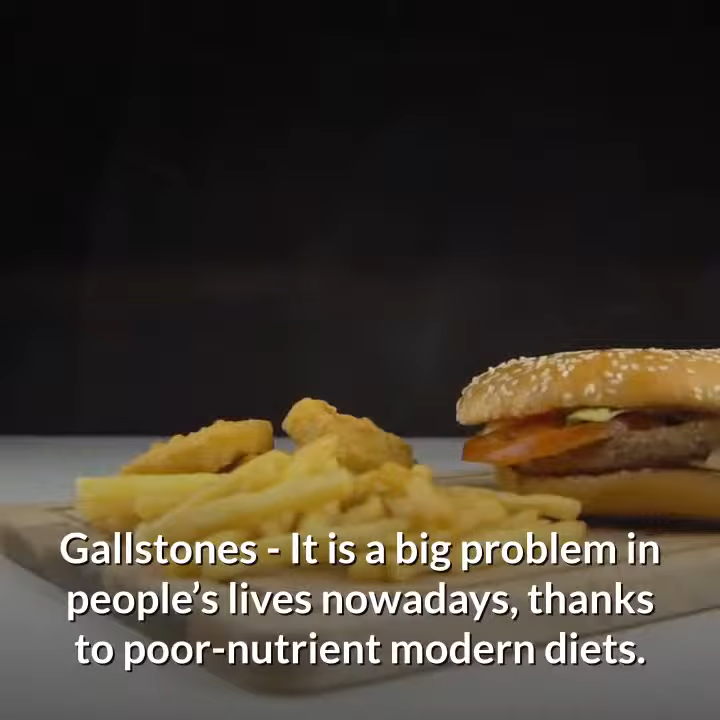 Gallstones - It is a big problem in
people’s lives nowadays, thanks
to poor-nutrient modern diets.